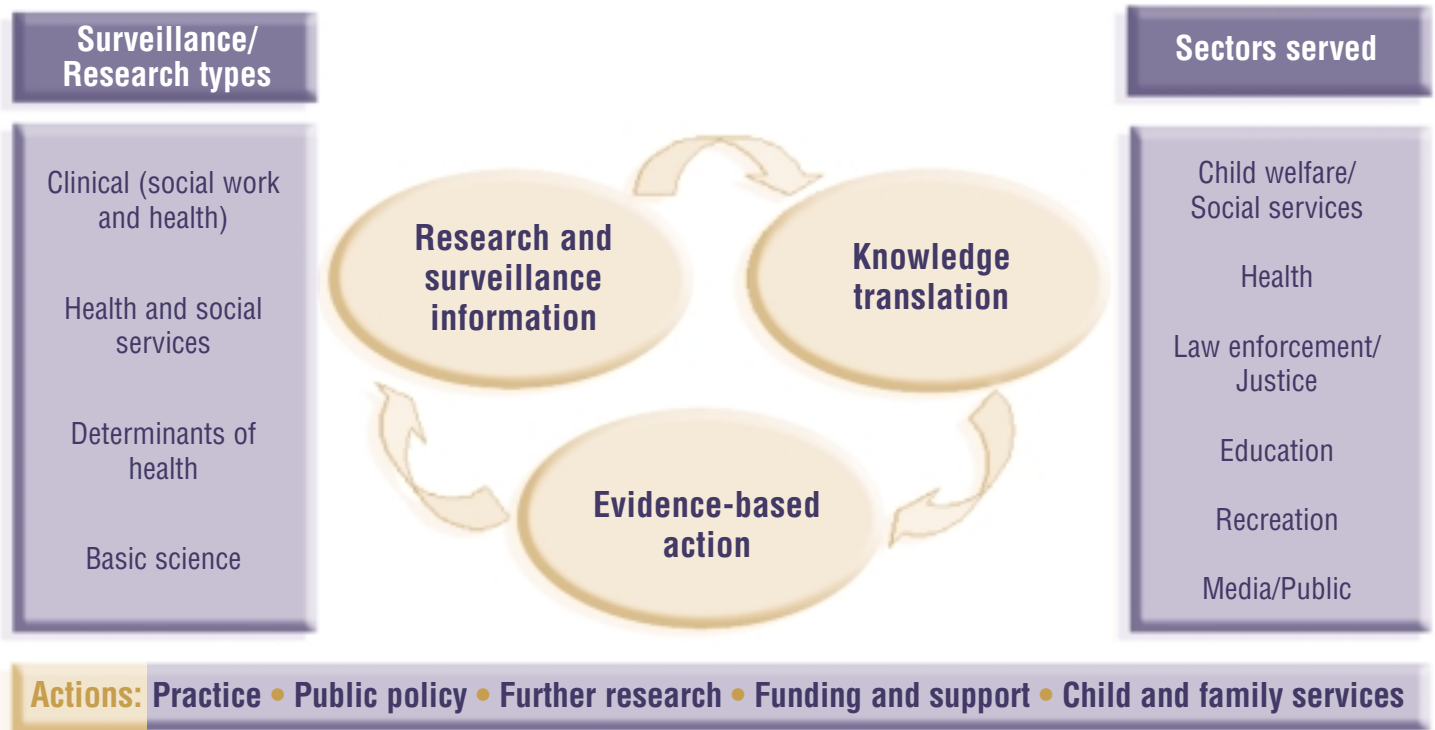 Surveillance/
Research types
Clinical (social work
and health)
Health and social
services
Determinants of
health
Basic science
Research and
surveillance
information
Knowledge
translation
Evidence-based
action
Sectors served
Child welfare/
Social services
Health
Law enforcement/
Justice
Education
Recreation
Media/Public
Actions: Practice • Public policy • Further research • Funding and support • Child and family services